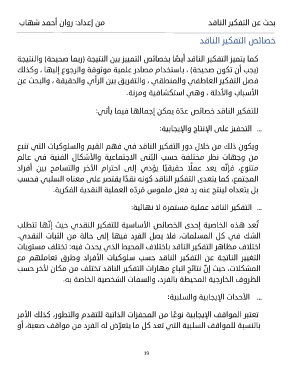 بحث عن التفكير الناقد
من إعداد: روان أحمد شهاب
خصائص التفكير الناقد
كما يتميز التفكير الناقد أيضًا بخصائص التمييز بين النتيجة (ربما صحيحة) والنتيجة
(يجب أن تكون صحيحة) ، باستخدام مصادر علمية موثوقة والرجوع إليها ، وكذلك
فصل التفكير العاطفي والمنطقي ، والتفريق بين الرأي والحقيقة ، والبحث عن
الأسباب والأدلة ، وهي استكشافية ومرنة.
للتفكير الناقد خصائص عدّة يمكن إجمالها فيما يأتي:
... التحفيز على الإنتاج والإيجابية:
ويكون ذلك من خلال دور التفكير الناقد في فهم القيم والسلوكيات التي تنبع
من وجهات نظر مختلفة حسب البُنى الاجتماعية والأشكال الفنية في عالم
متنوع، فإنّه يعد عملًا حقيقيًا يؤدي إلى احترام الآخر والتسامح بين أفراد
المجتمع، كما يتعدى التفكير الناقد كونه نقدًا يقتصر على معناه السلبي فحسب
بل يتعداه لينتج عنه رد فعل ملموس مَردّه العملية النقدية الفكرية.
... التفكير الناقد عملية مستمرة لا نهائية:
تُعد هذه الخاصية إحدى الخصائص الأساسية للتفكير النقدي حيث إنّها تتطلب
الشك في كل المسلمات، فلا يصل الفرد فيها إلى حالة من الثبات النقدي،
اختلاف مظاهر التفكير الناقد باختلاف المحيط الذي يحدث فيه: تختلف مستويات
التعبير الناتجة عن التفكير الناقد حسب سلوكيات الأفراد وطرق تعاملهم مع
المشكلات، حيث إنّ نتائج اتباع مهارات التفكير الناقد تختلف من مكان لآخر حسب
الظروف الخارجية المحيطة بالفرد، والسمات الشخصية الخاصة به.
... الأحداث الإيجابية والسلبية:
تعتبر المواقف الإيجابية نوعًا من المحفزات الذاتية للتقدم والتطور، كذلك الأمر
بالنسبة للمواقف السلبية التي تعد كل ما يتعرّض له الفرد من مواقف صعبة، أو
19